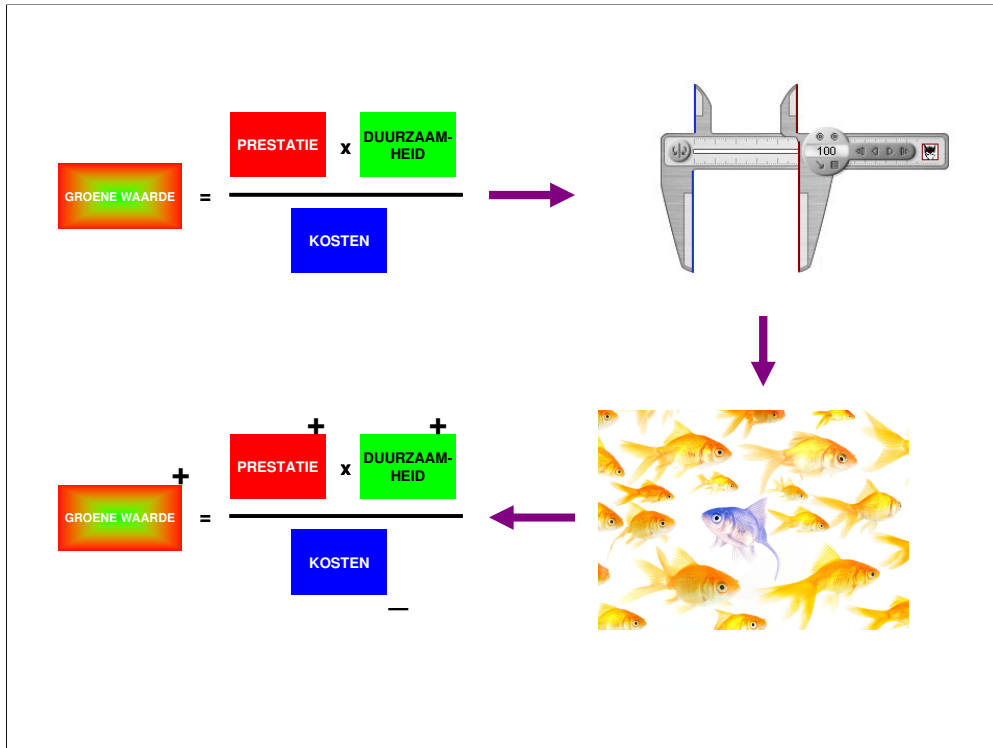 PRESTATIE x DUURZAAM-
HEID
GROENE WAARDE =
KOSTEN
100
+ +
PRESTATIE x DUURZAAM-
HEID
+
GROENE WAARDE =
KOSTEN
—